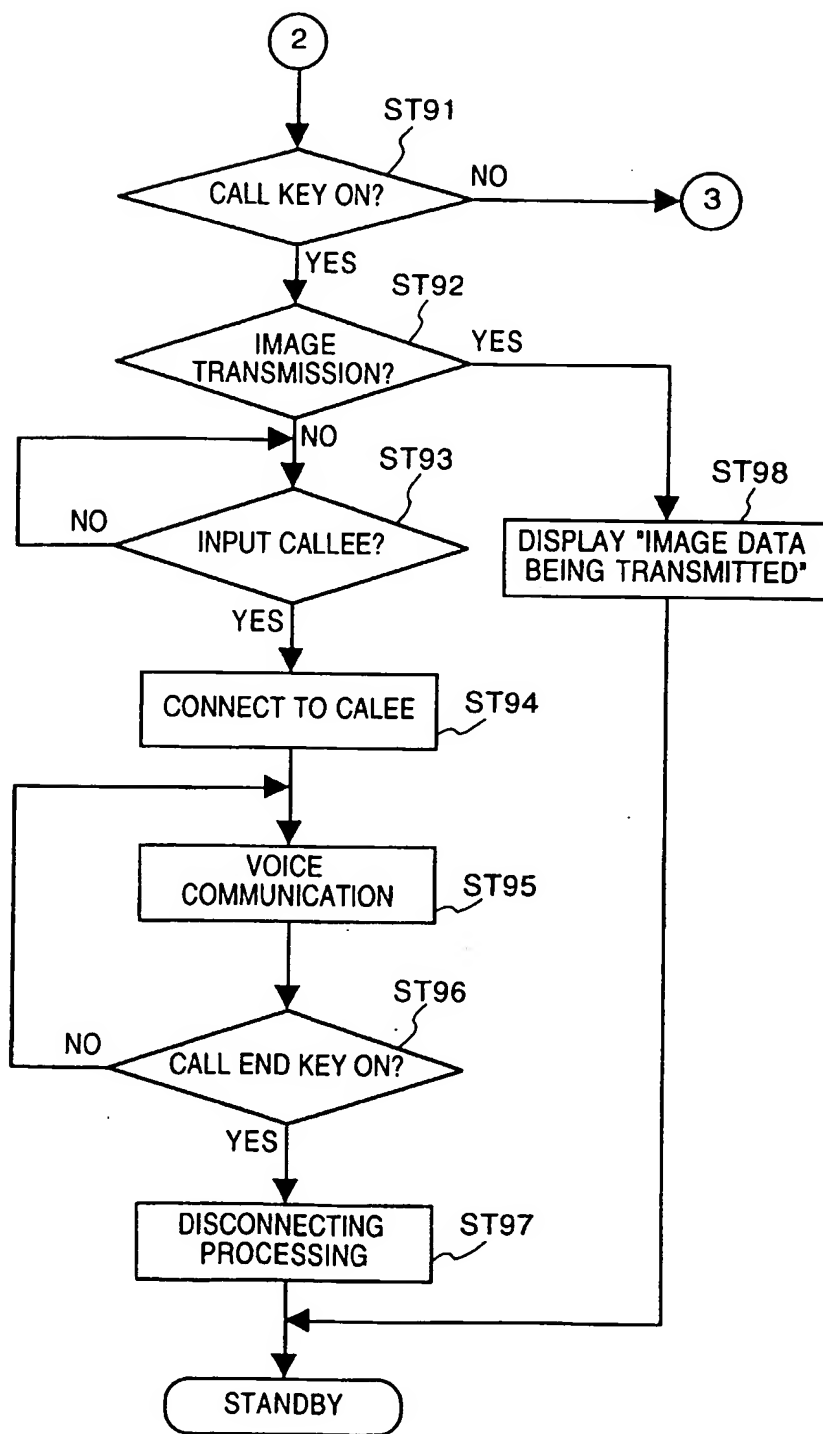 2
ST91
CALL KEY ON?
NO
3
YES
ST92
IMAGE
TRANSMISSION?
YES
NO
ST93
NO
INPUT CALLEE?
ST98
DISPLAY "IMAGE DATA
BEING TRANSMITTED"
YES
CONNECT TO CALEE
ST94
VOICE
COMMUNICATION
ST95
ST96
NO
CALL END KEY ON?
YES
DISCONNECTING
PROCESSING
ST97
STANDBY